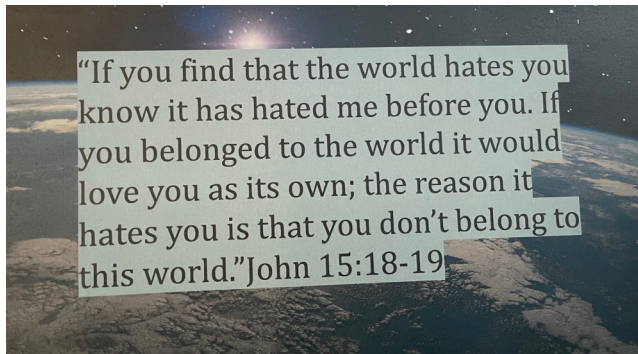 “If you find that the world hates you
know it has hated me before you. If
you belonged to the world it would
love you as its own; the reason it
hates you is that you don’t belong to
this world.”John 15:18-19